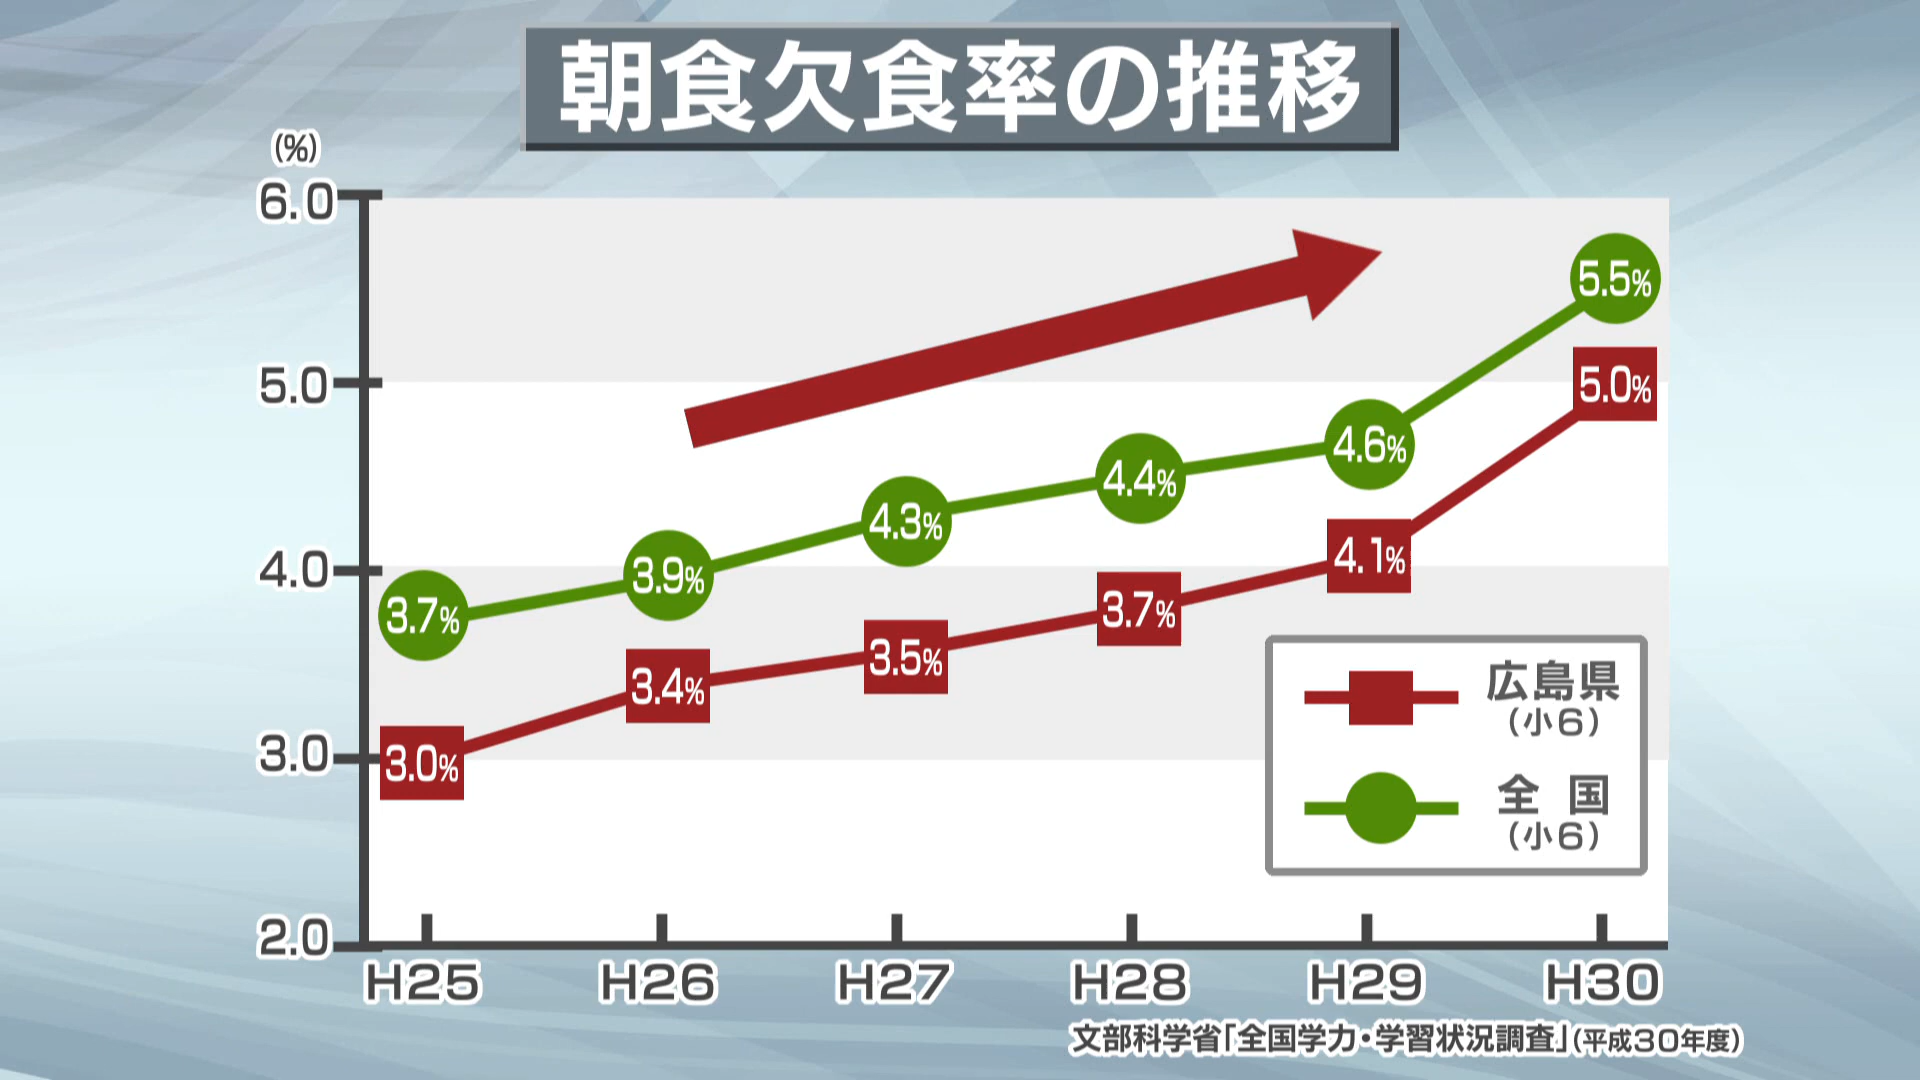 朝食欠食率の推移
(%)
6.0
5.0
4.0
3.0
2.0
5.5%
5.0%
4.6%
4.4%
4.3%
4.1%
3.9%
3.7%
3.7%
3.5%
3.4%
3.0%
広島県
(小6)
全 国
(小6)
H25 H26 H27 H28 H29 H30
文部科学省「全国学力・学習状況調査」(平成30年度)